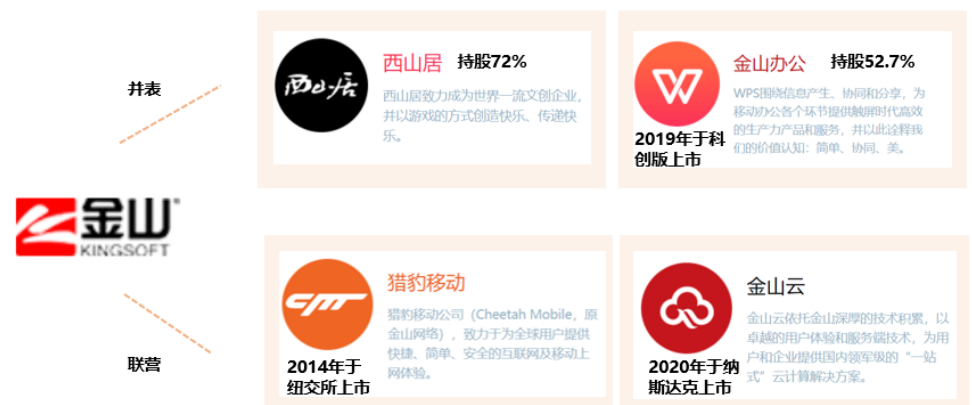 并表
西山居 持股72%
西山居致力成为世界一流文创企业，
并以游戏的方式创造快乐、传递快
乐。
西山居
金山办公 持股52.7%
WPS围绕信息产生、协同和分享，为
移动办公各个环节提供触屏时代高效
的生产力产品和服务，并以此诠释我
们的价值认知：简单、协同、美。
W
2019年于科
创版上市
金山®
KINGSOFT
猎豹移动
猎豹移动公司（Cheetah Mobile，原
金山网络），致力于为全球用户提供
快捷、简单、安全的互联网及移动上
网体验。
cm
2014年于
纽交所上市
金山云
金山云依托金山深厚的技术积累，以
卓越的用户体验和服务端技术，为用
户和企业提供国内领军级的“一站
式”云计算解决方案。
2020年于纳
斯达克上市
联营